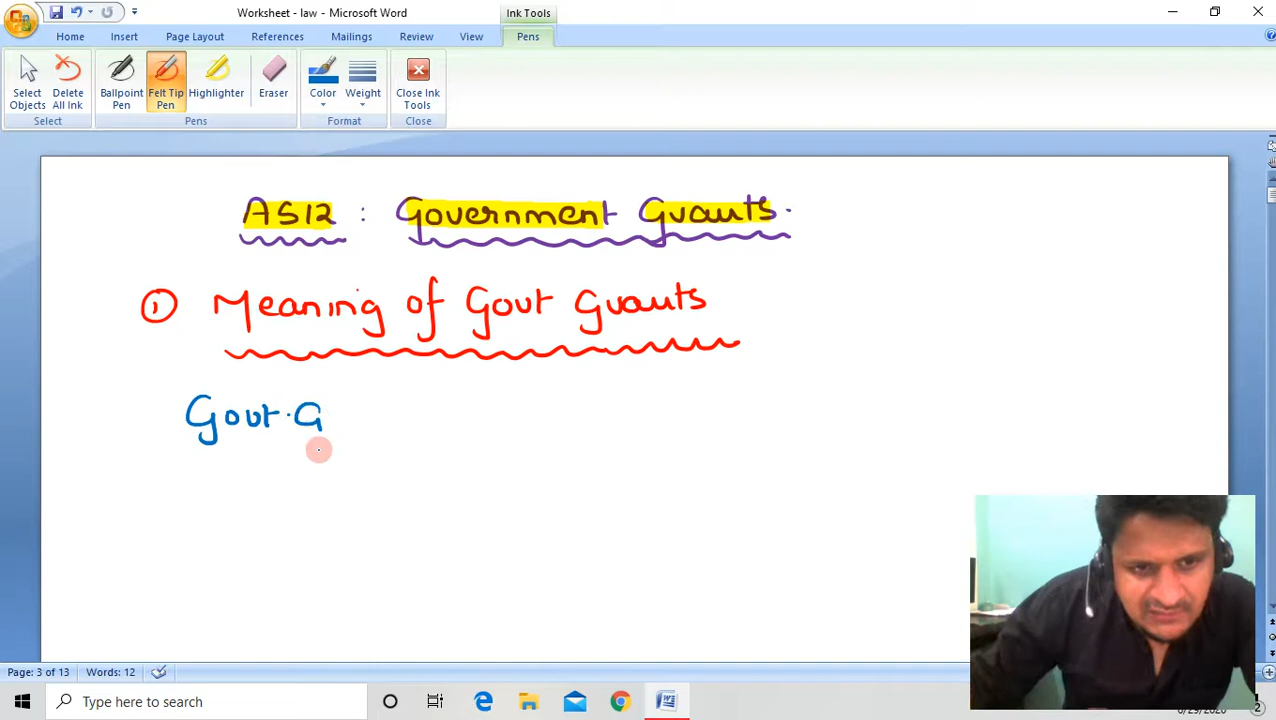 Worksheet - law - Microsoft Word
Ink Tools
Home Insert Page Layout References Mailings Review View Pens
Select Objects
Delete All Ink
Ballpoint Pen
Felt Tip Pen
Highlighter
Eraser
Color
Weight
Close Ink Tools
Select Pens Format Close
AS12 : Government Grants.
① Meaning of Govt Grants
Govt. G
Page: 3 of 13 Words: 12
Type here to search